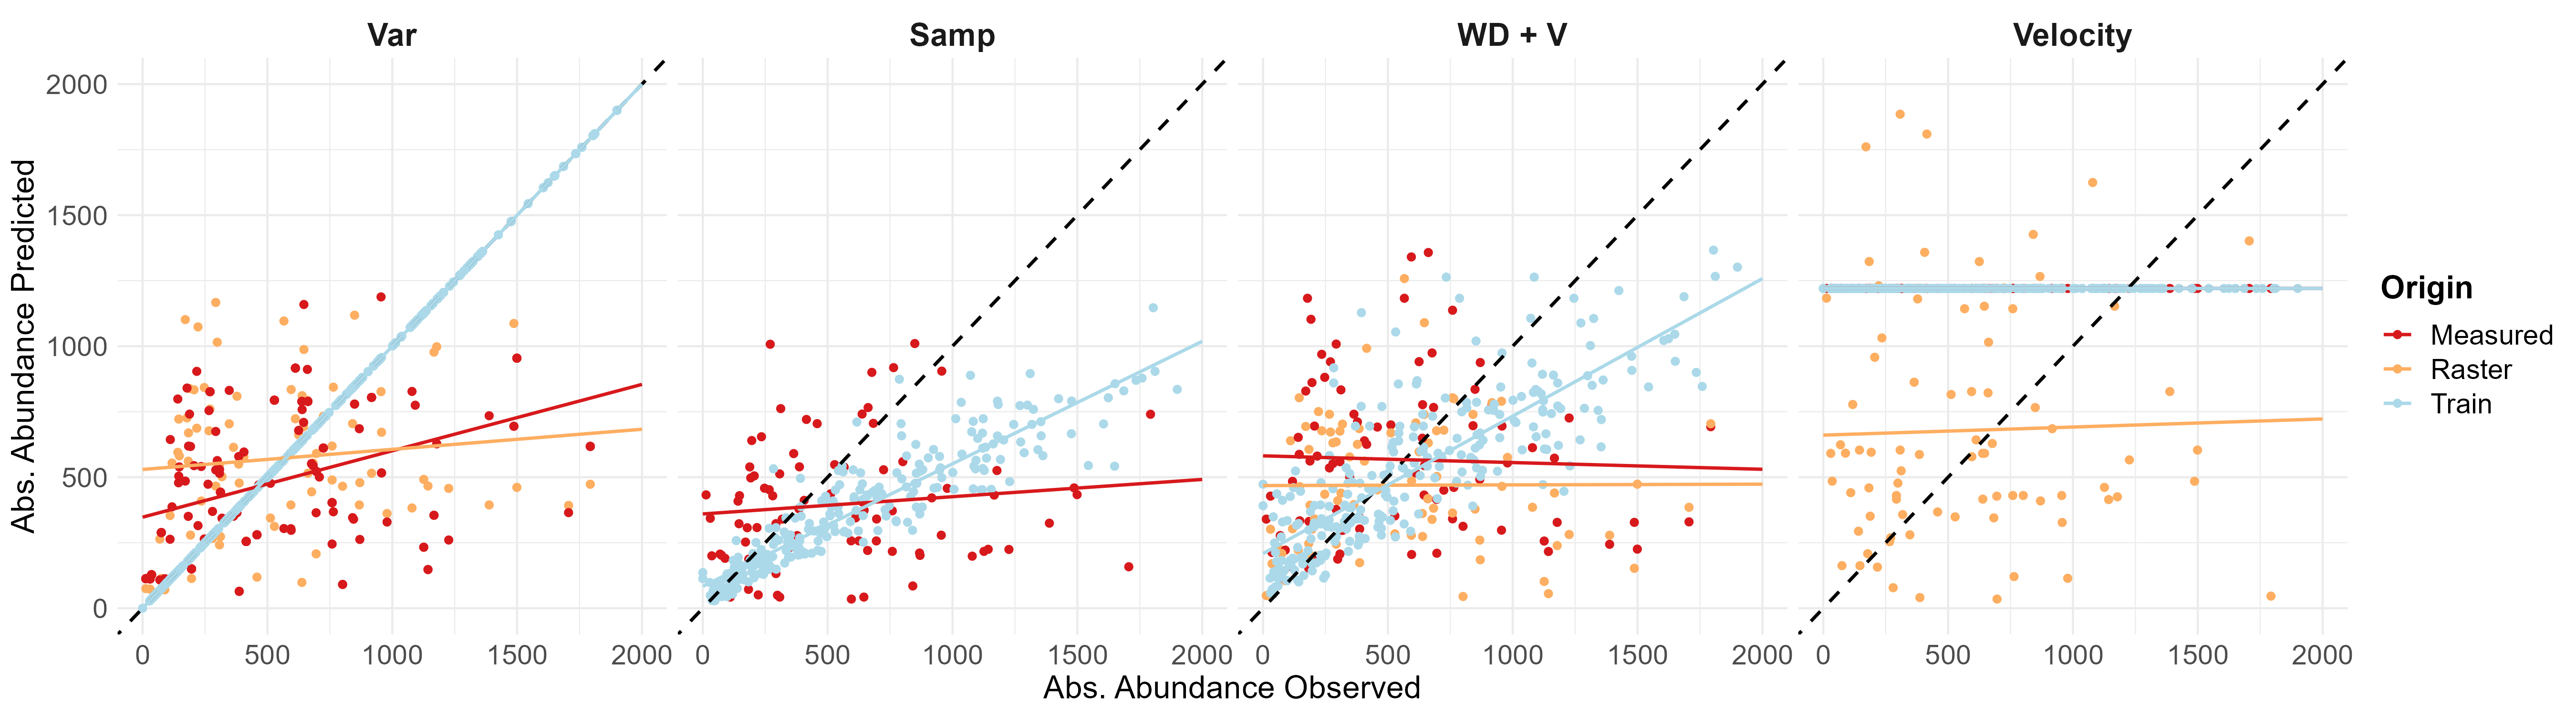 Var Samp WD + V Velocity
Abs. Abundance Predicted
2000
1500
1000
500
0
0 500 1000 1500 2000 0 500 1000 1500 2000 0 500 1000 1500 2000 0 500 1000 1500 2000
Abs. Abundance Observed
Origin
Measured
Raster
Train